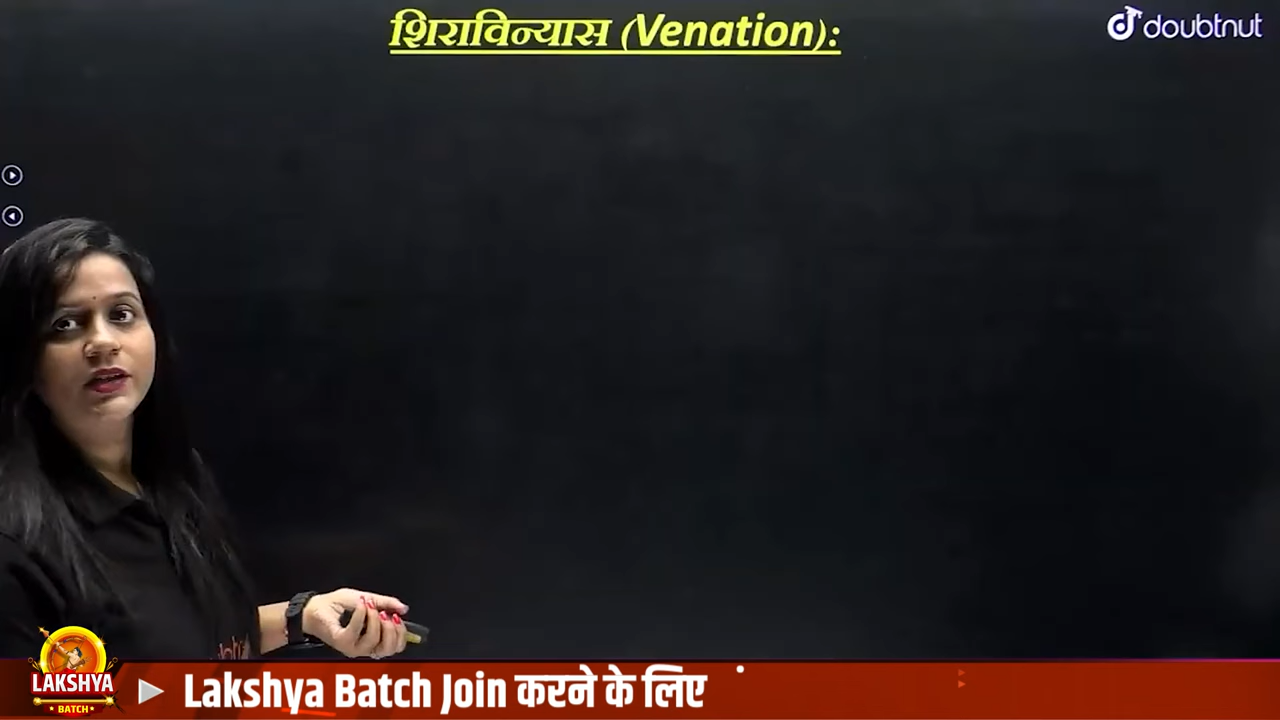 शिराविन्यास (Venation):
doubtnut
LAKSHYA
BATCH
Lakshya Batch Join करने के लिए